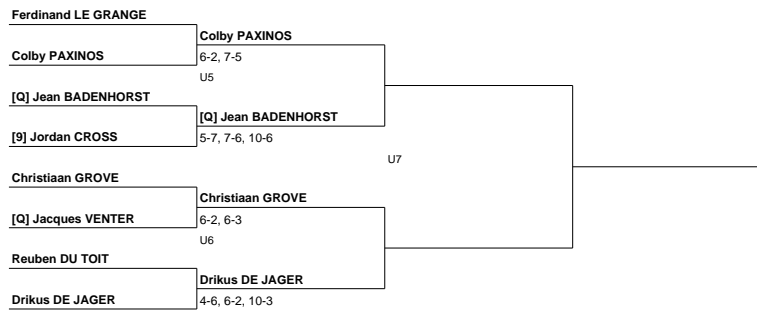 Ferdinand LE GRANGE
Colby PAXINOS
Colby PAXINOS
6-2, 7-5
U5
[Q] Jean BADENHORST
[Q] Jean BADENHORST
[9] Jordan CROSS
5-7, 7-6, 10-6
U7
Christiaan GROVE
Christiaan GROVE
[Q] Jacques VENTER
6-2, 6-3
U6
Reuben DU TOIT
Drikus DE JAGER
Drikus DE JAGER
4-6, 6-2, 10-3